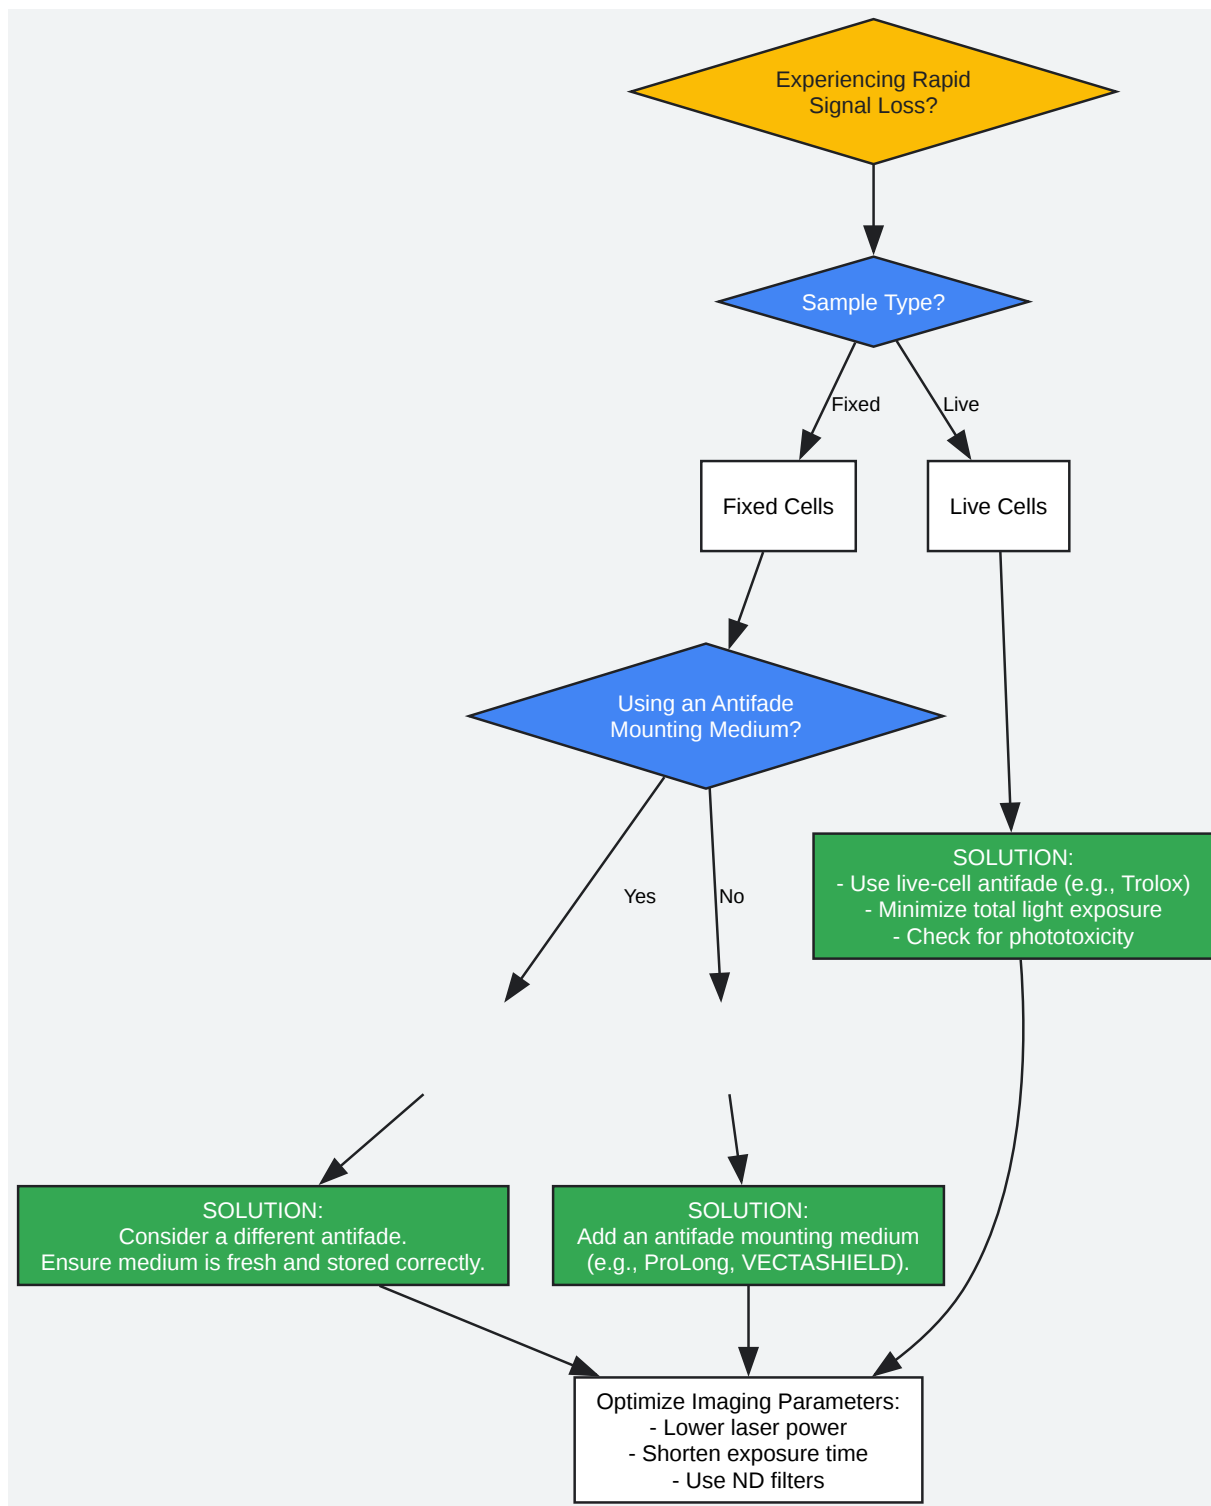 Experiencing Rapid
Signal Loss?
Sample Type?
Fixed
Live
Fixed Cells
Live Cells
Using an Antifade
Mounting Medium?
SOLUTION:
- Use live-cell antifade (e.g., Trolox)
- Minimize total light exposure
- Check for phototoxicity
Yes
No
SOLUTION:
Consider a different antifade.
Ensure medium is fresh and stored correctly.
SOLUTION:
Add an antifade mounting medium
(e.g., ProLong, VECTASHIELD).
Optimize Imaging Parameters:
- Lower laser power
- Shorten exposure time
- Use ND filters